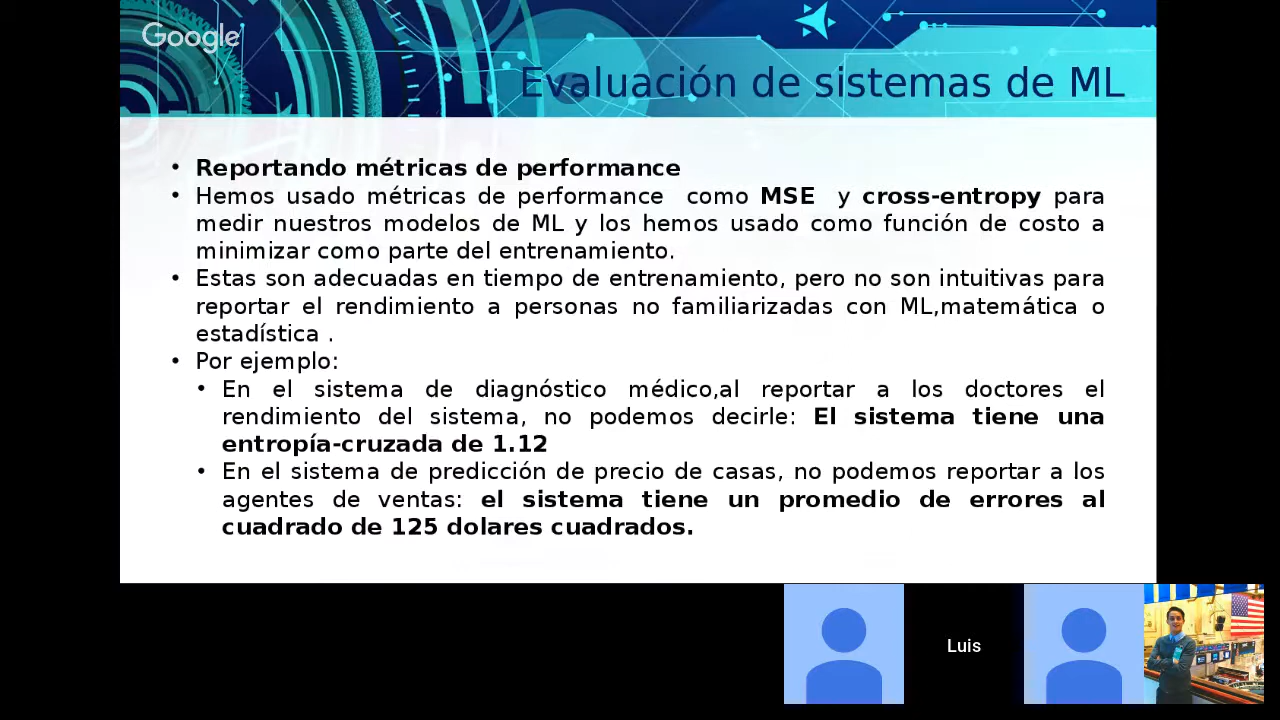 Google
Evaluación de sistemas de ML
• Reportando métricas de performance
• Hemos usado métricas de performance como MSE y cross-entropy para
medir nuestros modelos de ML y los hemos usado como función de costo a
minimizar como parte del entrenamiento.
• Estas son adecuadas en tiempo de entrenamiento, pero no son intuitivas para
reportar el rendimiento a personas no familiarizadas con ML,matemática o
estadística .
• Por ejemplo:
• En el sistema de diagnóstico médico,al reportar a los doctores el
rendimiento del sistema, no podemos decirle: El sistema tiene una
entropía-cruzada de 1.12
• En el sistema de predicción de precio de casas, no podemos reportar a los
agentes de ventas: el sistema tiene un promedio de errores al
cuadrado de 125 dolares cuadrados.
Luis